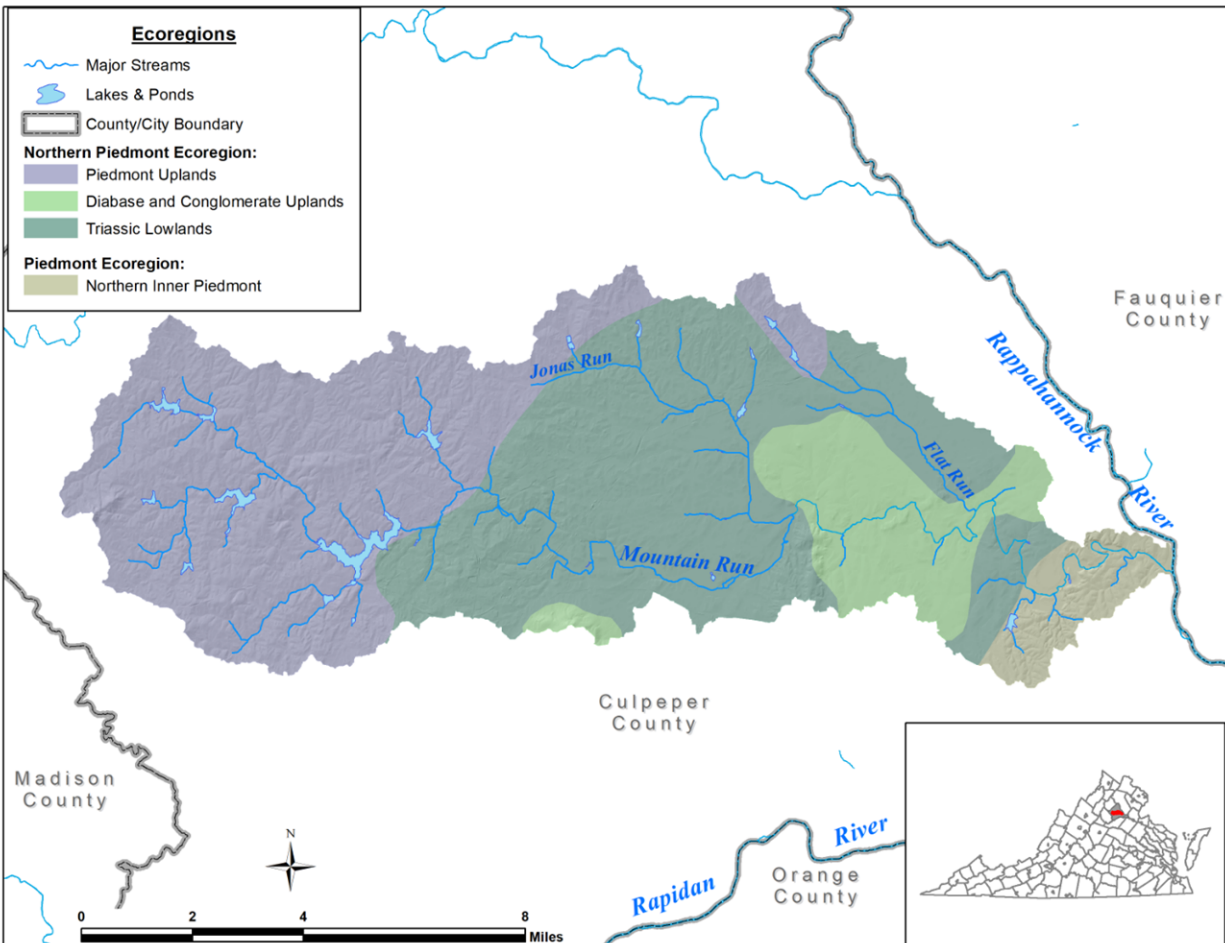 Ecoregions
Major Streams
Lakes & Ponds
County/City Boundary
Northern Piedmont Ecoregion:
Piedmont Uplands
Diabase and Conglomerate Uplands
Triassic Lowlands
Piedmont Ecoregion:
Northern Inner Piedmont
Fauquier
County
Rappahannock
River
Jonas Run
Flat Run
Mountain Run
Culpeper
County
Madison
County
N
Rapidan
River
Orange
County
0 2 4 8
Miles